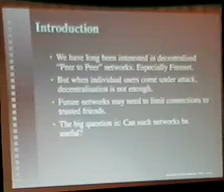 Introduction
• We have long been interested in decentralised
"Peer to Peer" networks. Especially Freenet.
• But when individual users come under attack,
decentralisation is not enough.
• Future networks may need to limit connections to
trusted friends.
• The big question is: Can such networks be
useful?